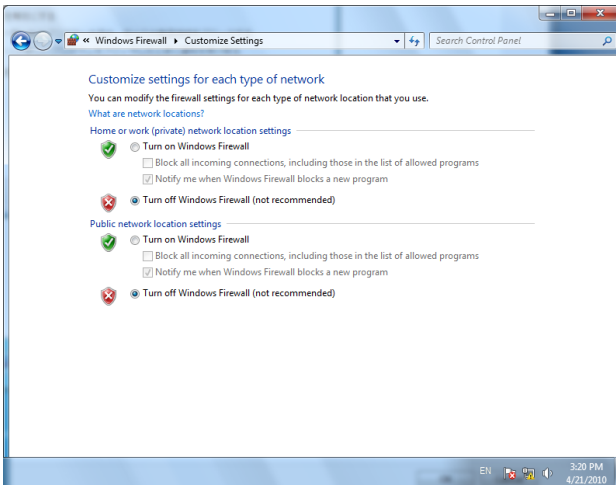 « Windows Firewall ▸ Customize Settings
Search Control Panel
Customize settings for each type of network
You can modify the firewall settings for each type of network location that you use.
What are network locations?
Home or work (private) network location settings
Turn on Windows Firewall
Block all incoming connections, including those in the list of allowed programs
Notify me when Windows Firewall blocks a new program
Turn off Windows Firewall (not recommended)
Public network location settings
Turn on Windows Firewall
Block all incoming connections, including those in the list of allowed programs
Notify me when Windows Firewall blocks a new program
Turn off Windows Firewall (not recommended)
EN
3:20 PM
4/21/2010